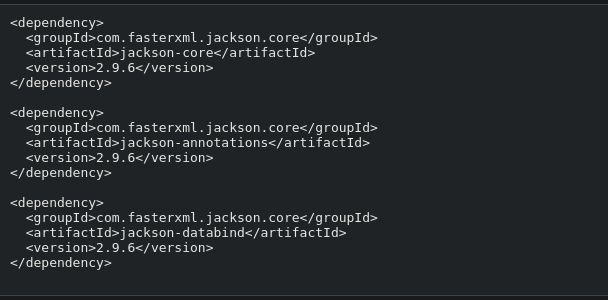 <dependency>
  <groupId>com.fasterxml.jackson.core</groupId>
  <artifactId>jackson-core</artifactId>
  <version>2.9.6</version>
</dependency>

<dependency>
  <groupId>com.fasterxml.jackson.core</groupId>
  <artifactId>jackson-annotations</artifactId>
  <version>2.9.6</version>
</dependency>

<dependency>
  <groupId>com.fasterxml.jackson.core</groupId>
  <artifactId>jackson-databind</artifactId>
  <version>2.9.6</version>
</dependency>